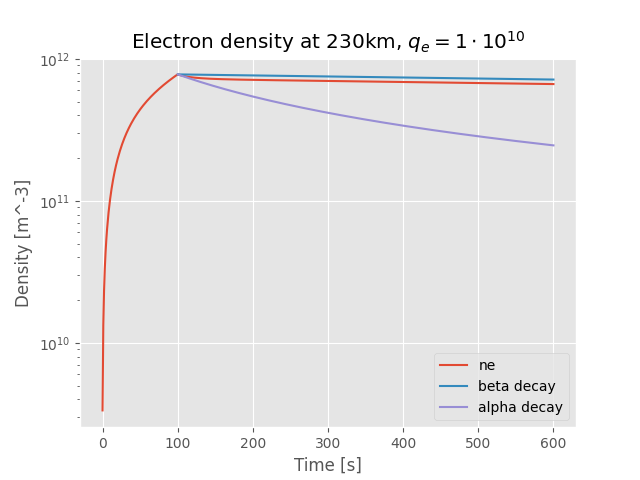 Electron density at 230km, $q_e = 1 \cdot 10^{10}$
Density [m^-3]
10^{12}
10^{11}
10^{10}
ne
beta decay
alpha decay
0 100 200 300 400 500 600
Time [s]